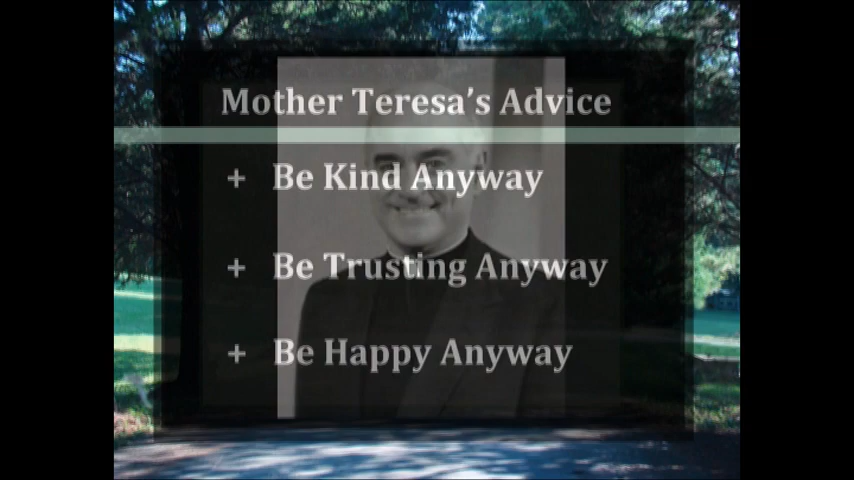 Mother Teresa’s Advice
+ Be Kind Anyway
+ Be Trusting Anyway
+ Be Happy Anyway